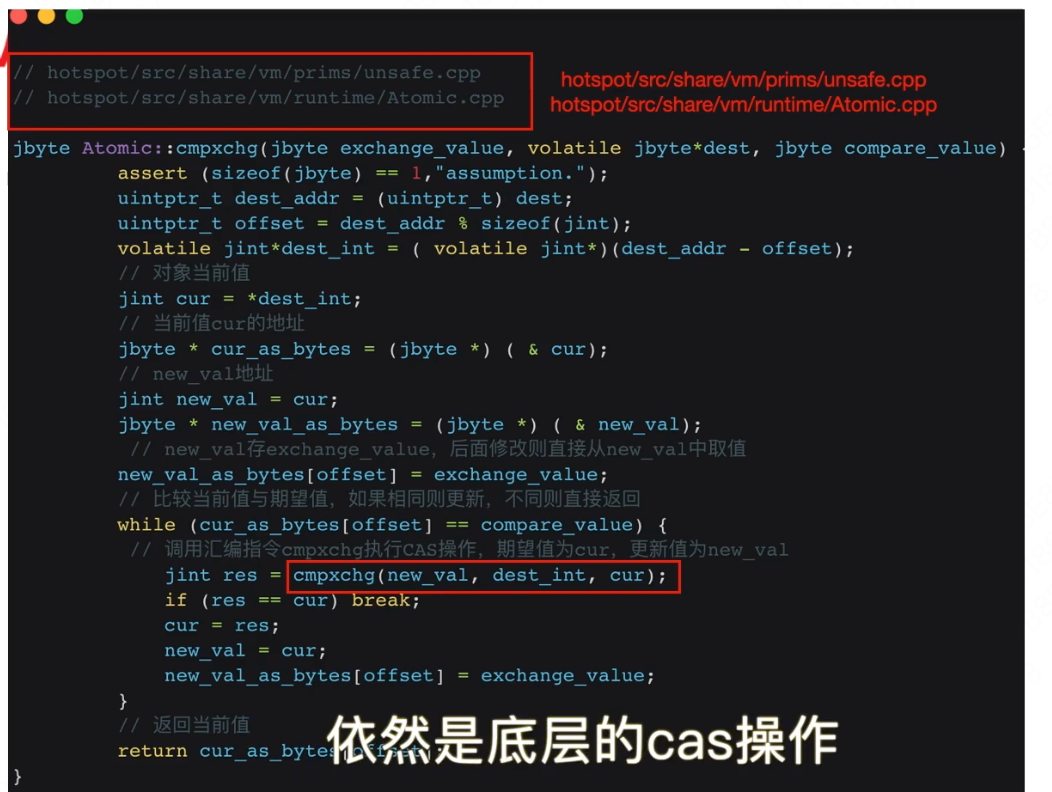 // hotspot/src/share/vm/prims/unsafe.cpp
// hotspot/src/share/vm/runtime/Atomic.cpp
hotspot/src/share/vm/prims/unsafe.cpp
hotspot/src/share/vm/runtime/Atomic.cpp
jbyte Atomic::cmpxchg(jbyte exchange_value, volatile jbyte*dest, jbyte compare_value) {
assert (sizeof(jbyte) == 1,"assumption.");
uintptr_t dest_addr = (uintptr_t) dest;
uintptr_t offset = dest_addr % sizeof(jint);
volatile jint*dest_int = ( volatile jint*)(dest_addr - offset);
// 对象当前值
jint cur = *dest_int;
// 当前值cur的地址
jbyte * cur_as_bytes = (jbyte *) ( & cur);
// new_val地址
jint new_val = cur;
jbyte * new_val_as_bytes = (jbyte *) ( & new_val);
// new_val存exchange_value，后面修改则直接从new_val中取值
new_val_as_bytes[offset] = exchange_value;
// 比较当前值与期望值，如果相同则更新，不同则直接返回
while (cur_as_bytes[offset] == compare_value) {
// 调用汇编指令cmpxchg执行CAS操作，期望值为cur，更新值为new_val
jint res = cmpxchg(new_val, dest_int, cur);
if (res == cur) break;
cur = res;
new_val = cur;
new_val_as_bytes[offset] = exchange_value;
}
// 返回当前值
return cur_as_bytes[offset];
依然是底层的cas操作
}